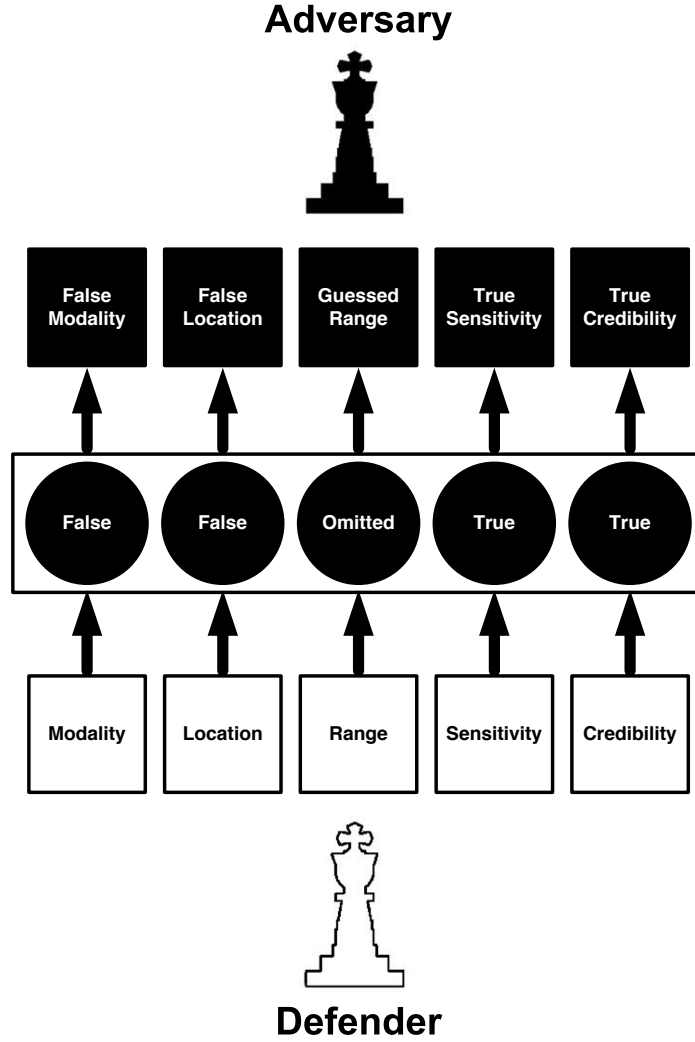 Adversary
False
Modality
False
Location
Guessed
Range
True
Sensitivity
True
Credibility
False
False
Omitted
True
True
Modality
Location
Range
Sensitivity
Credibility
Defender